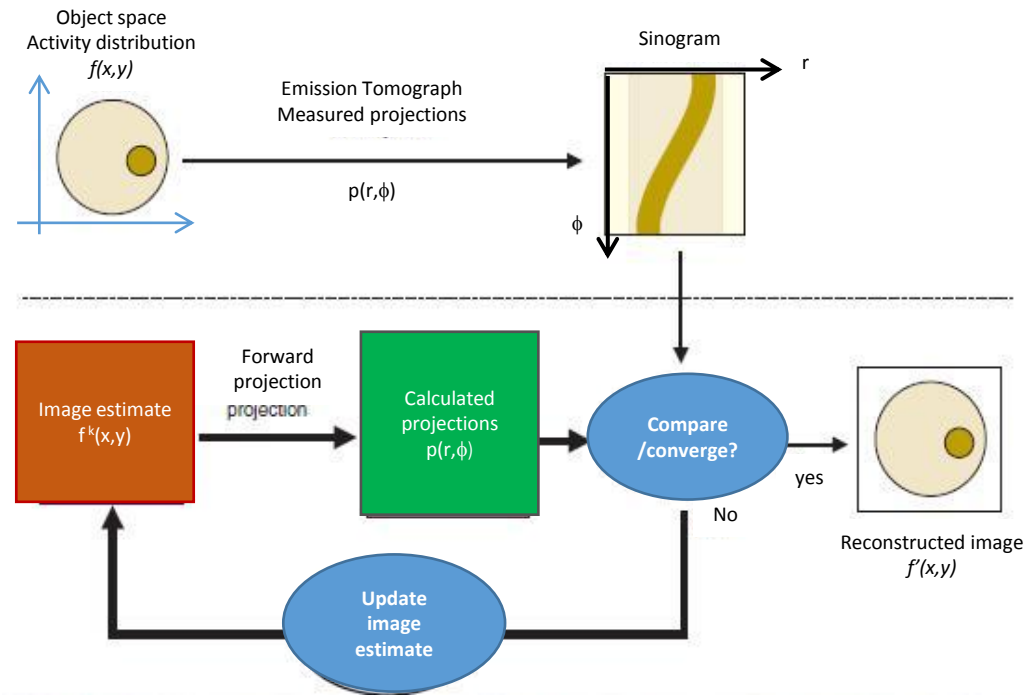 Object space
Activity distribution
f(x,y)
Emission Tomograph
Measured projections
p(r,ϕ)
Sinogram
r
ϕ
Image estimate
f k(x,y)
Forward
projection
projection
Calculated
projections
p(r,ϕ)
Compare
/converge?
yes
No
Reconstructed image
f’(x,y)
Update
image
estimate